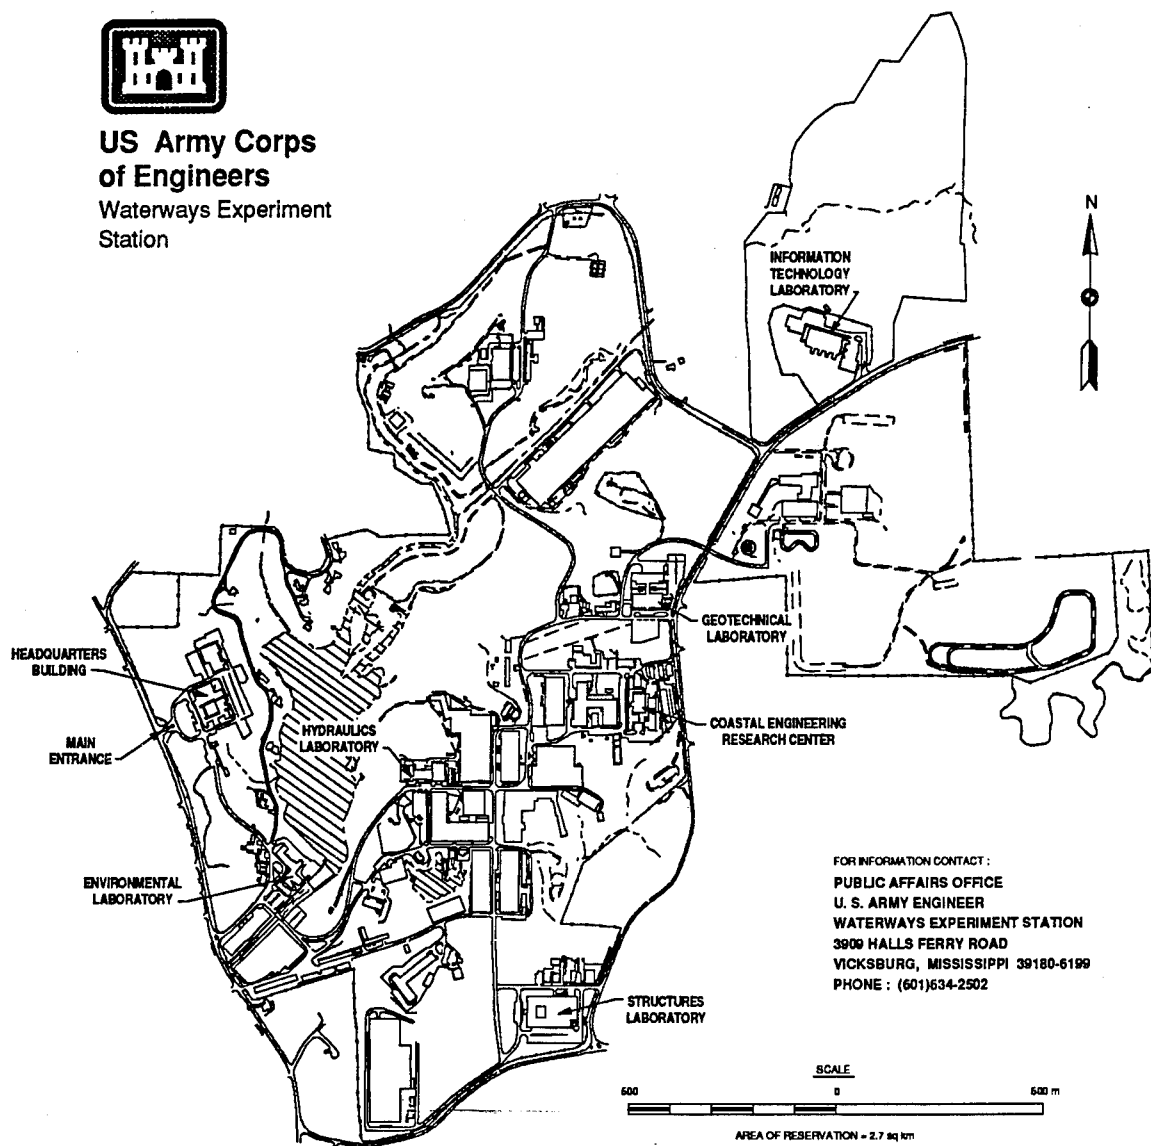 US Army Corps
of Engineers
Waterways Experiment
Station
N
INFORMATION
TECHNOLOGY
LABORATORY
GEOTECHNICAL
LABORATORY
HEADQUARTERS
BUILDING
MAIN
ENTRANCE
HYDRAULICS
LABORATORY
COASTAL ENGINEERING
RESEARCH CENTER
ENVIRONMENTAL
LABORATORY
STRUCTURES
LABORATORY
FOR INFORMATION CONTACT :
PUBLIC AFFAIRS OFFICE
U. S. ARMY ENGINEER
WATERWAYS EXPERIMENT STATION
3909 HALLS FERRY ROAD
VICKSBURG, MISSISSIPPI 39180-6199
PHONE : (601)634-2502
SCALE
500 0 500 m
AREA OF RESERVATION = 2.7 sq km